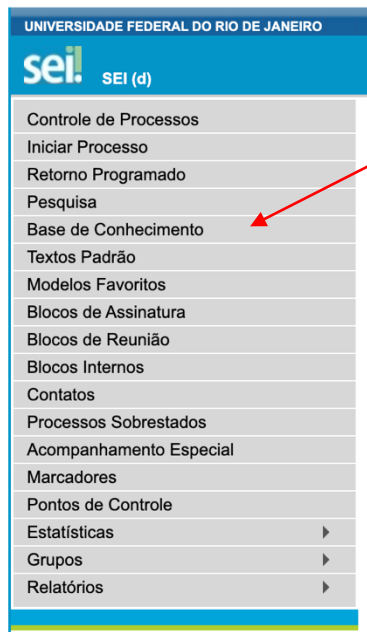 UNIVERSIDADE FEDERAL DO RIO DE JANEIRO
sei! SEI (d)
Controle de Processos
Iniciar Processo
Retorno Programado
Pesquisa
Base de Conhecimento
Textos Padrão
Modelos Favoritos
Blocos de Assinatura
Blocos de Reunião
Blocos Internos
Contatos
Processos Sobrestados
Acompanhamento Especial
Marcadores
Pontos de Controle
Estatísticas
Grupos
Relatórios